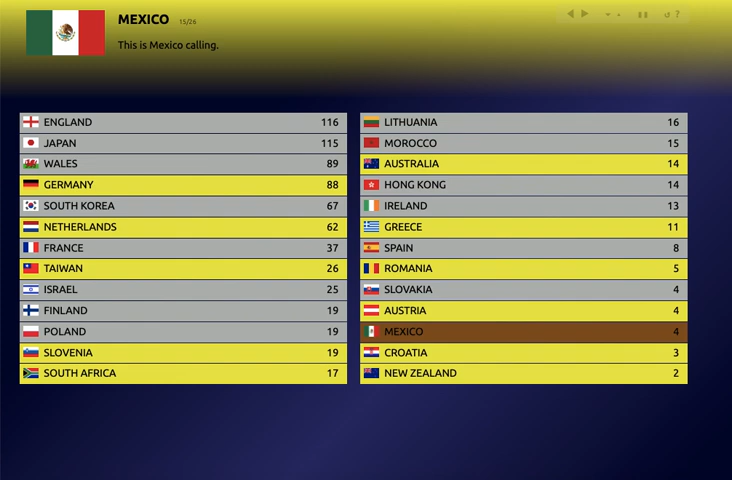 MEXICO 15/26
This is Mexico calling.
?
ENGLAND 116
JAPAN 115
WALES 89
GERMANY 88
SOUTH KOREA 67
NETHERLANDS 62
FRANCE 37
TAIWAN 26
ISRAEL 25
FINLAND 19
POLAND 19
SLOVENIA 19
SOUTH AFRICA 17
LITHUANIA 16
MOROCCO 15
AUSTRALIA 14
HONG KONG 14
IRELAND 13
GREECE 11
SPAIN 8
ROMANIA 5
SLOVAKIA 4
AUSTRIA 4
MEXICO 4
CROATIA 3
NEW ZEALAND 2